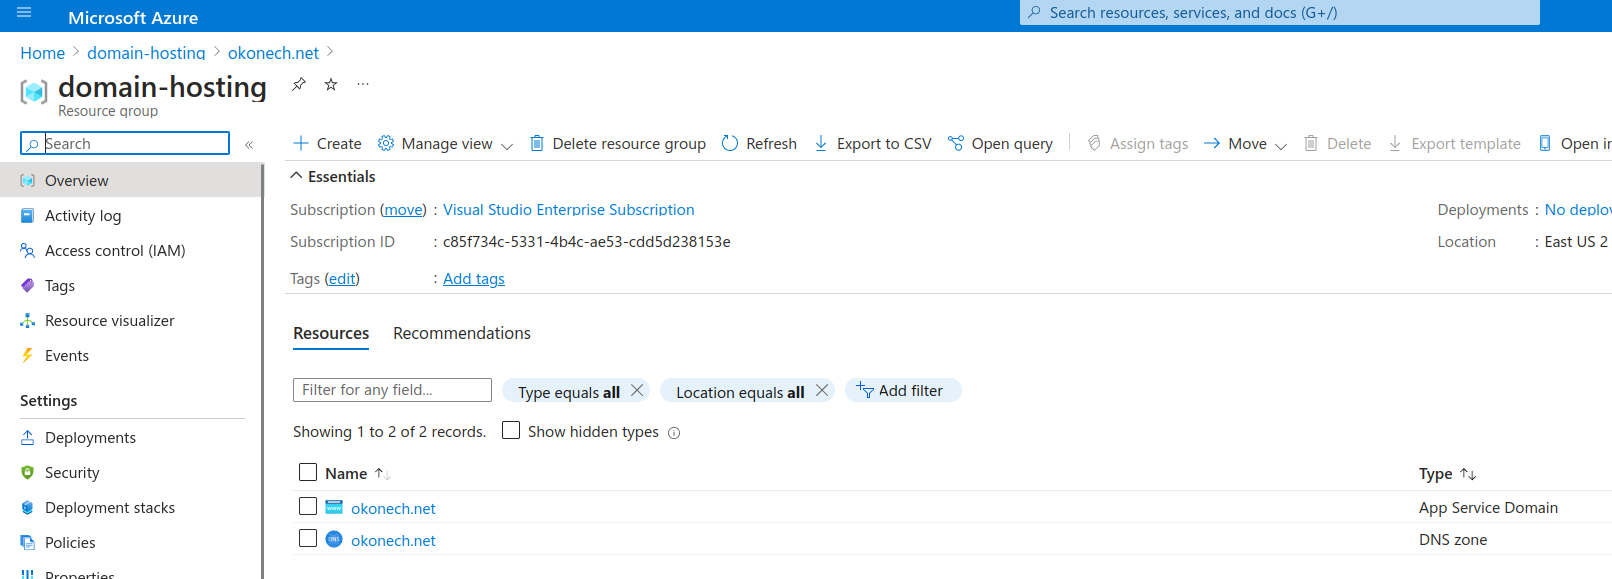 Microsoft Azure
Search resources, services, and docs (G+/)
Home > domain-hosting > okonech.net >
domain-hosting
Resource group
Search
«
Overview
Activity log
Access control (IAM)
Tags
Resource visualizer
Events
Settings
Deployments
Security
Deployment stacks
Policies
Properties
Create Manage view Delete resource group Refresh Export to CSV Open query Assign tags Move Delete Export template Open in
Essentials
Subscription (move) : Visual Studio Enterprise Subscription
Subscription ID : c85f734c-5331-4b4c-ae53-cdd5d238153e
Tags (edit) : Add tags
Deployments : No deploy
Location : East US 2
Resources Recommendations
Filter for any field... Type equals all Location equals all Add filter
Showing 1 to 2 of 2 records. Show hidden types
Name Type
okonech.net App Service Domain
okonech.net DNS zone